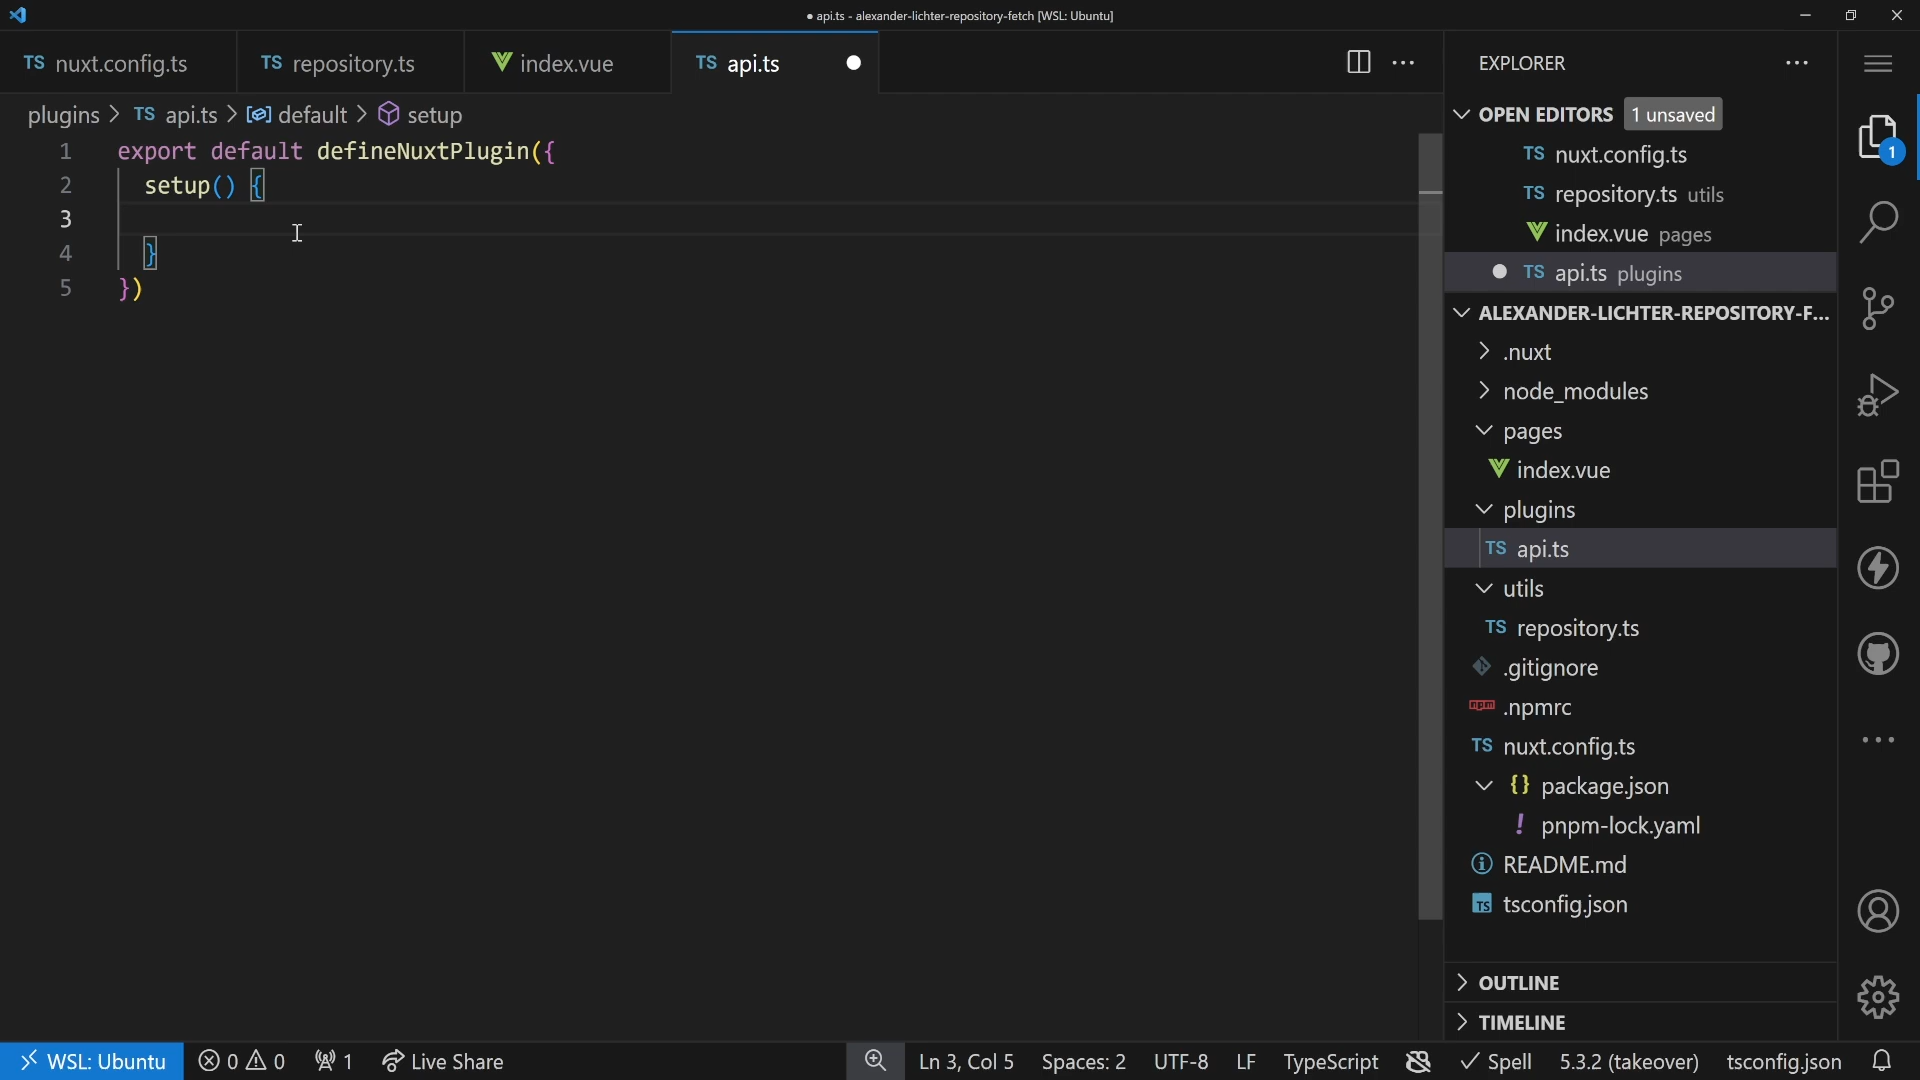 ● api.ts - alexander-lichter-repository-fetch [WSL: Ubuntu]
TS nuxt.config.ts
TS repository.ts
index.vue
TS api.ts
plugins > TS api.ts > default > setup
1 export default defineNuxtPlugin({
2 setup() {
3
4 }
5 })
EXPLORER
OPEN EDITORS 1 unsaved
TS nuxt.config.ts
TS repository.ts utils
index.vue pages
TS api.ts plugins
ALEXANDER-LICHTER-REPOSITORY-F...
.nuxt
node_modules
pages
index.vue
plugins
TS api.ts
utils
TS repository.ts
.gitignore
npm .npmrc
TS nuxt.config.ts
{} package.json
! pnpm-lock.yaml
README.md
TS tsconfig.json
OUTLINE
TIMELINE
1
WSL: Ubuntu 0 0 1 Live Share Ln 3, Col 5 Spaces: 2 UTF-8 LF TypeScript Spell 5.3.2 (takeover) tsconfig.json